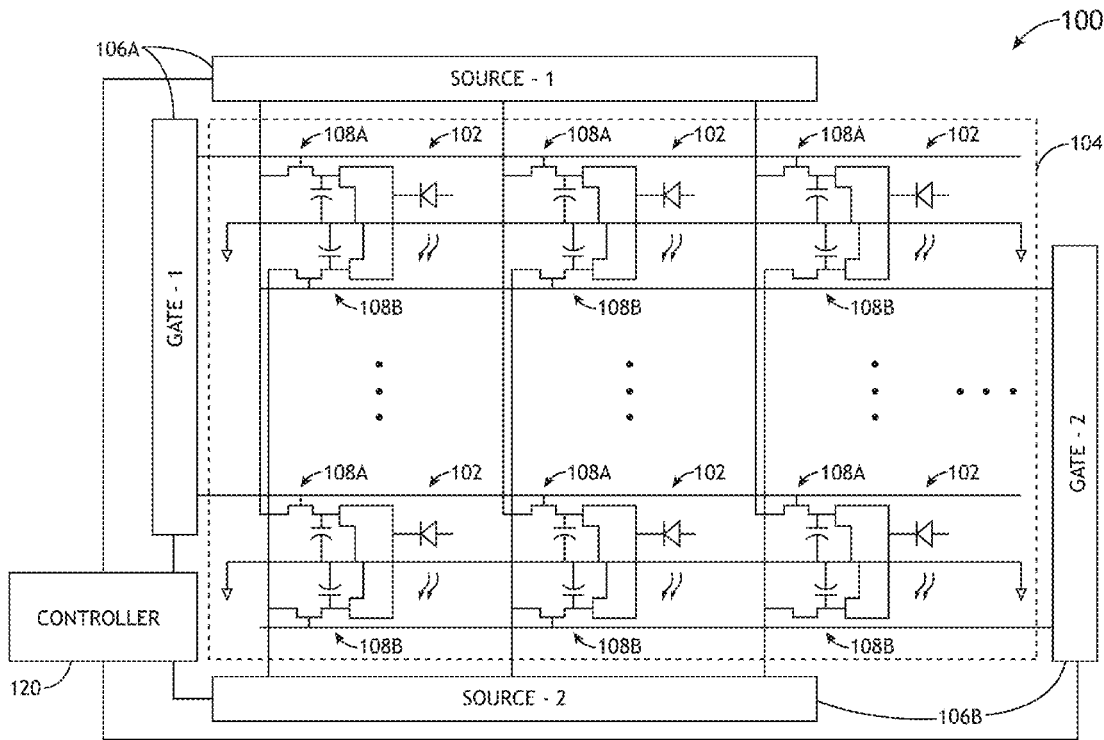 100
106A
SOURCE - 1
108A 102 108A 102 108A 102
104
GATE - 1
108B 108B 108B
GATE - 2
108A 102 108A 102 108A 102
CONTROLLER
108B 108B 108B
120
SOURCE - 2
106B